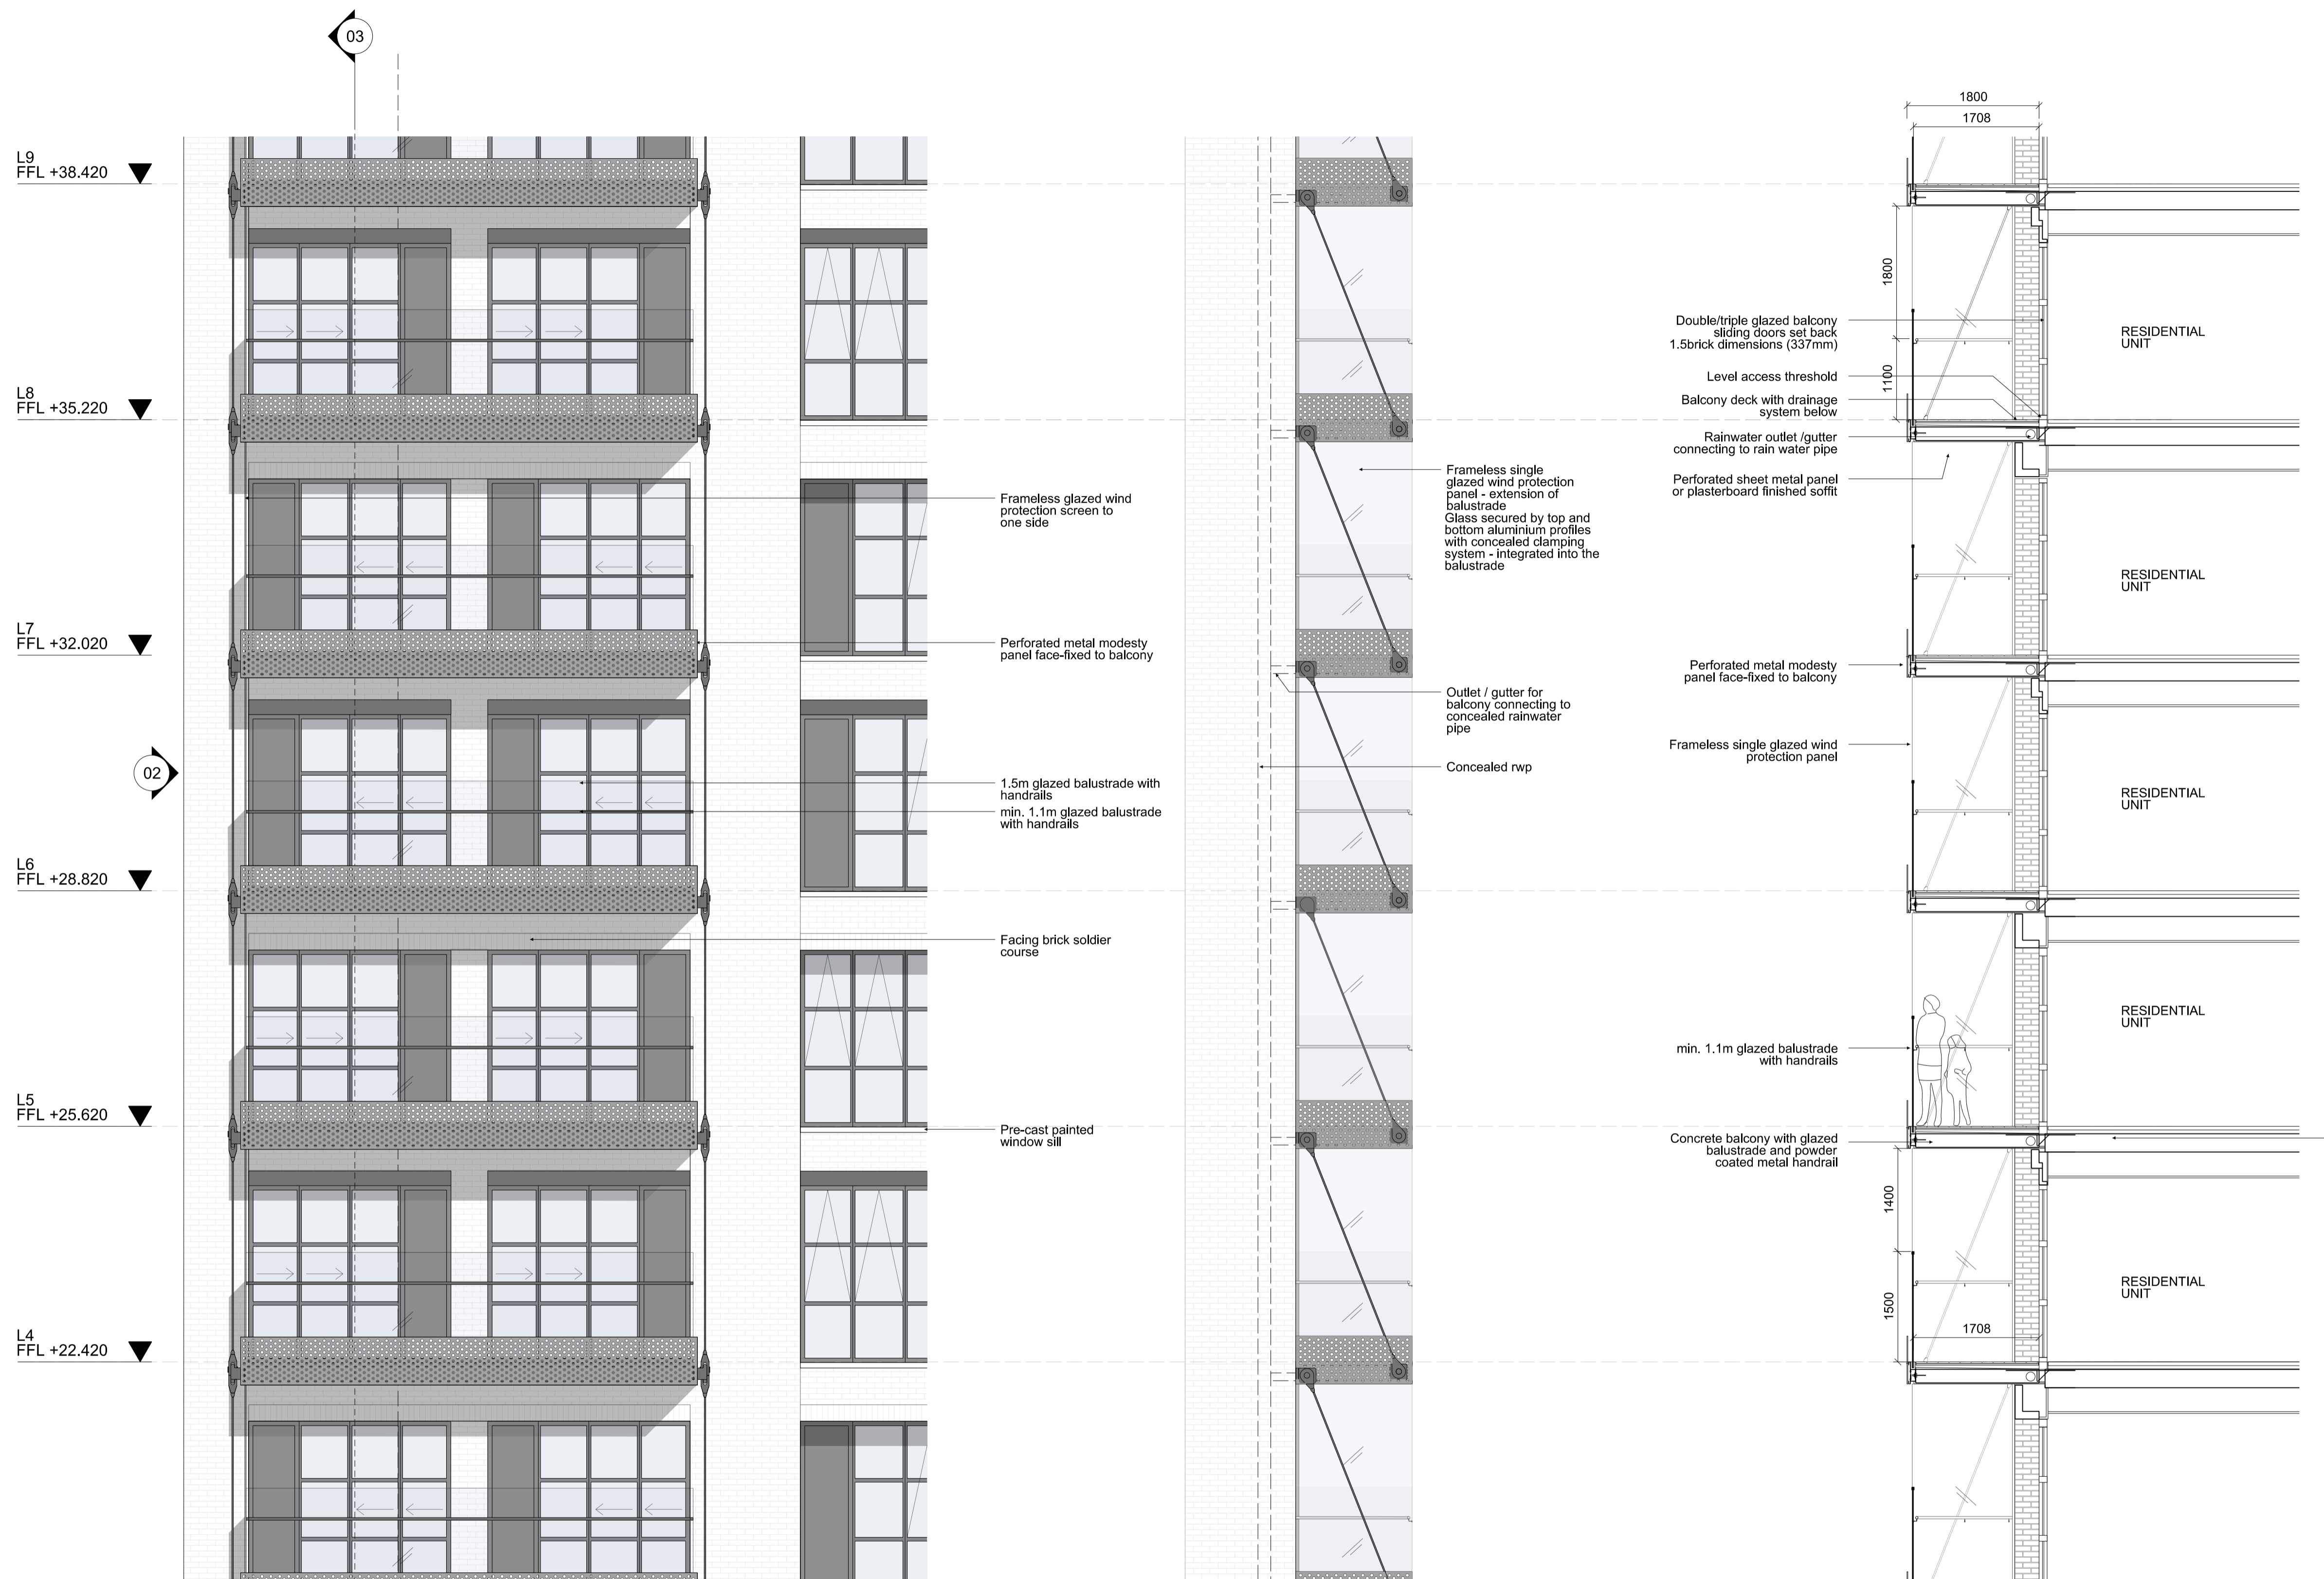 03
L9
FFL +38.420
L8
FFL +35.220
L7
FFL +32.020
02
L6
FFL +28.820
L5
FFL +25.620
L4
FFL +22.420
Frameless glazed wind
protection screen to
one side
Perforated metal modesty
panel face-fixed to balcony
1.5m glazed balustrade with
handrails
min. 1.1m glazed balustrade
with handrails
Facing brick soldier
course
Pre-cast painted
window sill
Frameless single
glazed wind protection
panel - extension of
balustrade
Glass secured by top and
bottom aluminium profiles
with concealed clamping
system - integrated into the
balustrade
Outlet / gutter for
balcony connecting to
concealed rainwater
pipe
Concealed rwp
1800
1708
1800
1100
Double/triple glazed balcony
sliding doors set back
1.5brick dimensions (337mm)
Level access threshold
Balcony deck with drainage
system below
Rainwater outlet /gutter
connecting to rain water pipe
Perforated sheet metal panel
or plasterboard finished soffit
Perforated metal modesty
panel face-fixed to balcony
Frameless single glazed wind
protection panel
min. 1.1m glazed balustrade
with handrails
Concrete balcony with glazed
balustrade and powder
coated metal handrail
1400
1500
1708
RESIDENTIAL
UNIT
RESIDENTIAL
UNIT
RESIDENTIAL
UNIT
RESIDENTIAL
UNIT
RESIDENTIAL
UNIT